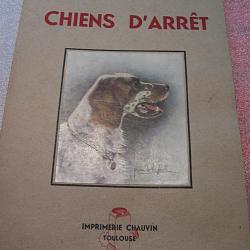 CHIENS D'ARRÊT
IMPRIMERIE CHAUVIN
TOULOUSE